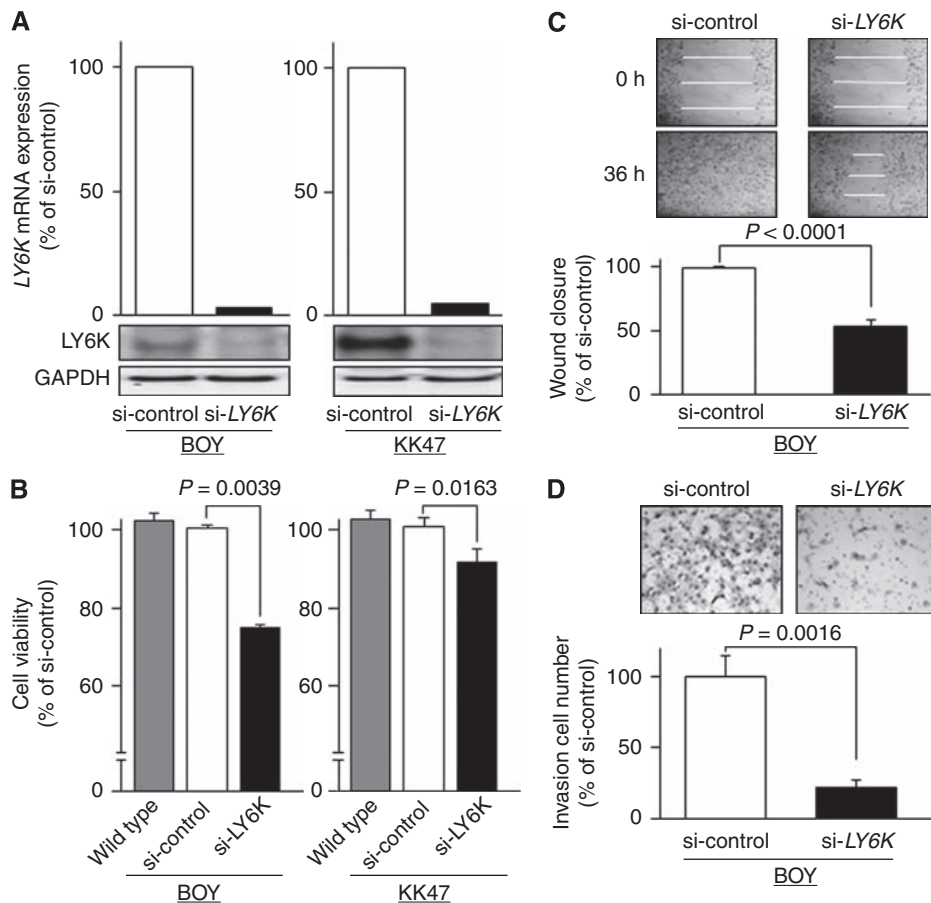 A
LY6K mRNA expression
(% of si-control)
100
50
0
100
50
0
LY6K
GAPDH
si-control si-LY6K
BOY
si-control si-LY6K
KK47
B
Cell viability
(% of si-control)
P = 0.0039
100
80
60
0
Wild type
si-control
si-LY6K
BOY
P = 0.0163
100
80
60
0
Wild type
si-control
si-LY6K
KK47
C
si-control si-LY6K
0 h
36 h
P < 0.0001
Wound closure
(% of si-control)
100
50
0
si-control si-LY6K
BOY
D
si-control si-LY6K
P = 0.0016
Invasion cell number
(% of si-control)
100
50
0
si-control si-LY6K
BOY